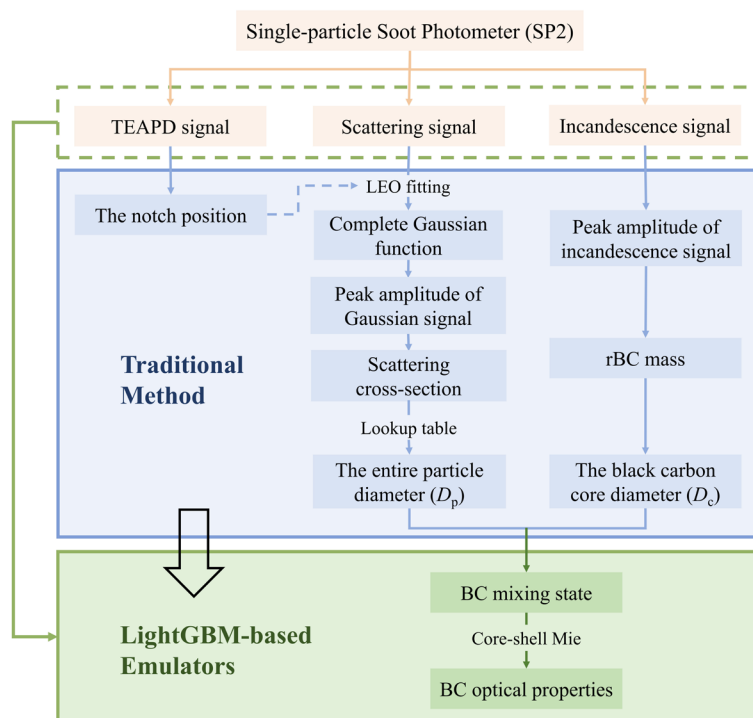 Single-particle Soot Photometer (SP2)
TEAPD signal
Scattering signal
Incandescence signal
LEO fitting
The notch position
Complete Gaussian
function
Peak amplitude of
incandescence signal
Peak amplitude of
Gaussian signal
Traditional
Method
Scattering
cross-section
rBC mass
Lookup table
The entire particle
diameter (Dp)
The black carbon
core diameter (Dc)
LightGBM-based
Emulators
BC mixing state
Core-shell Mie
BC optical properties